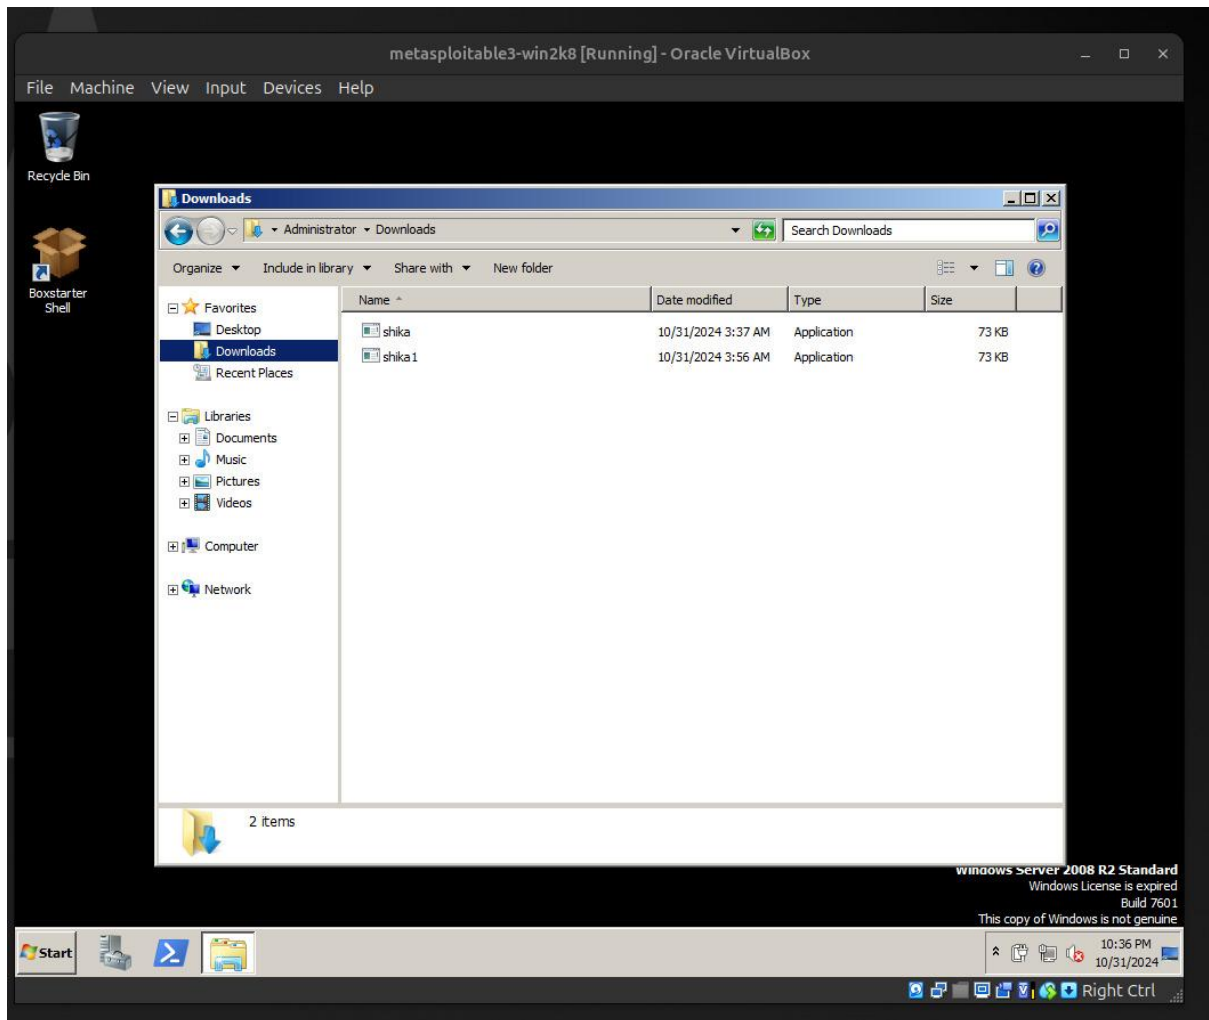 metasploitable3-win2k8 [Running] - Oracle VirtualBox
File Machine View Input Devices Help
Recycle Bin
Boxstarter
Shell
Downloads
Administrator Downloads
Search Downloads
Organize Include in library Share with New folder
Favorites
Desktop
Downloads
Recent Places
Libraries
Documents
Music
Pictures
Videos
Computer
Network
Name Date modified Type Size
shika 10/31/2024 3:37 AM Application 73 KB
shika1 10/31/2024 3:56 AM Application 73 KB
2 items
Windows Server 2008 R2 Standard
Windows License is expired
Build 7601
This copy of Windows is not genuine
Start
10:36 PM
10/31/2024
Right Ctrl